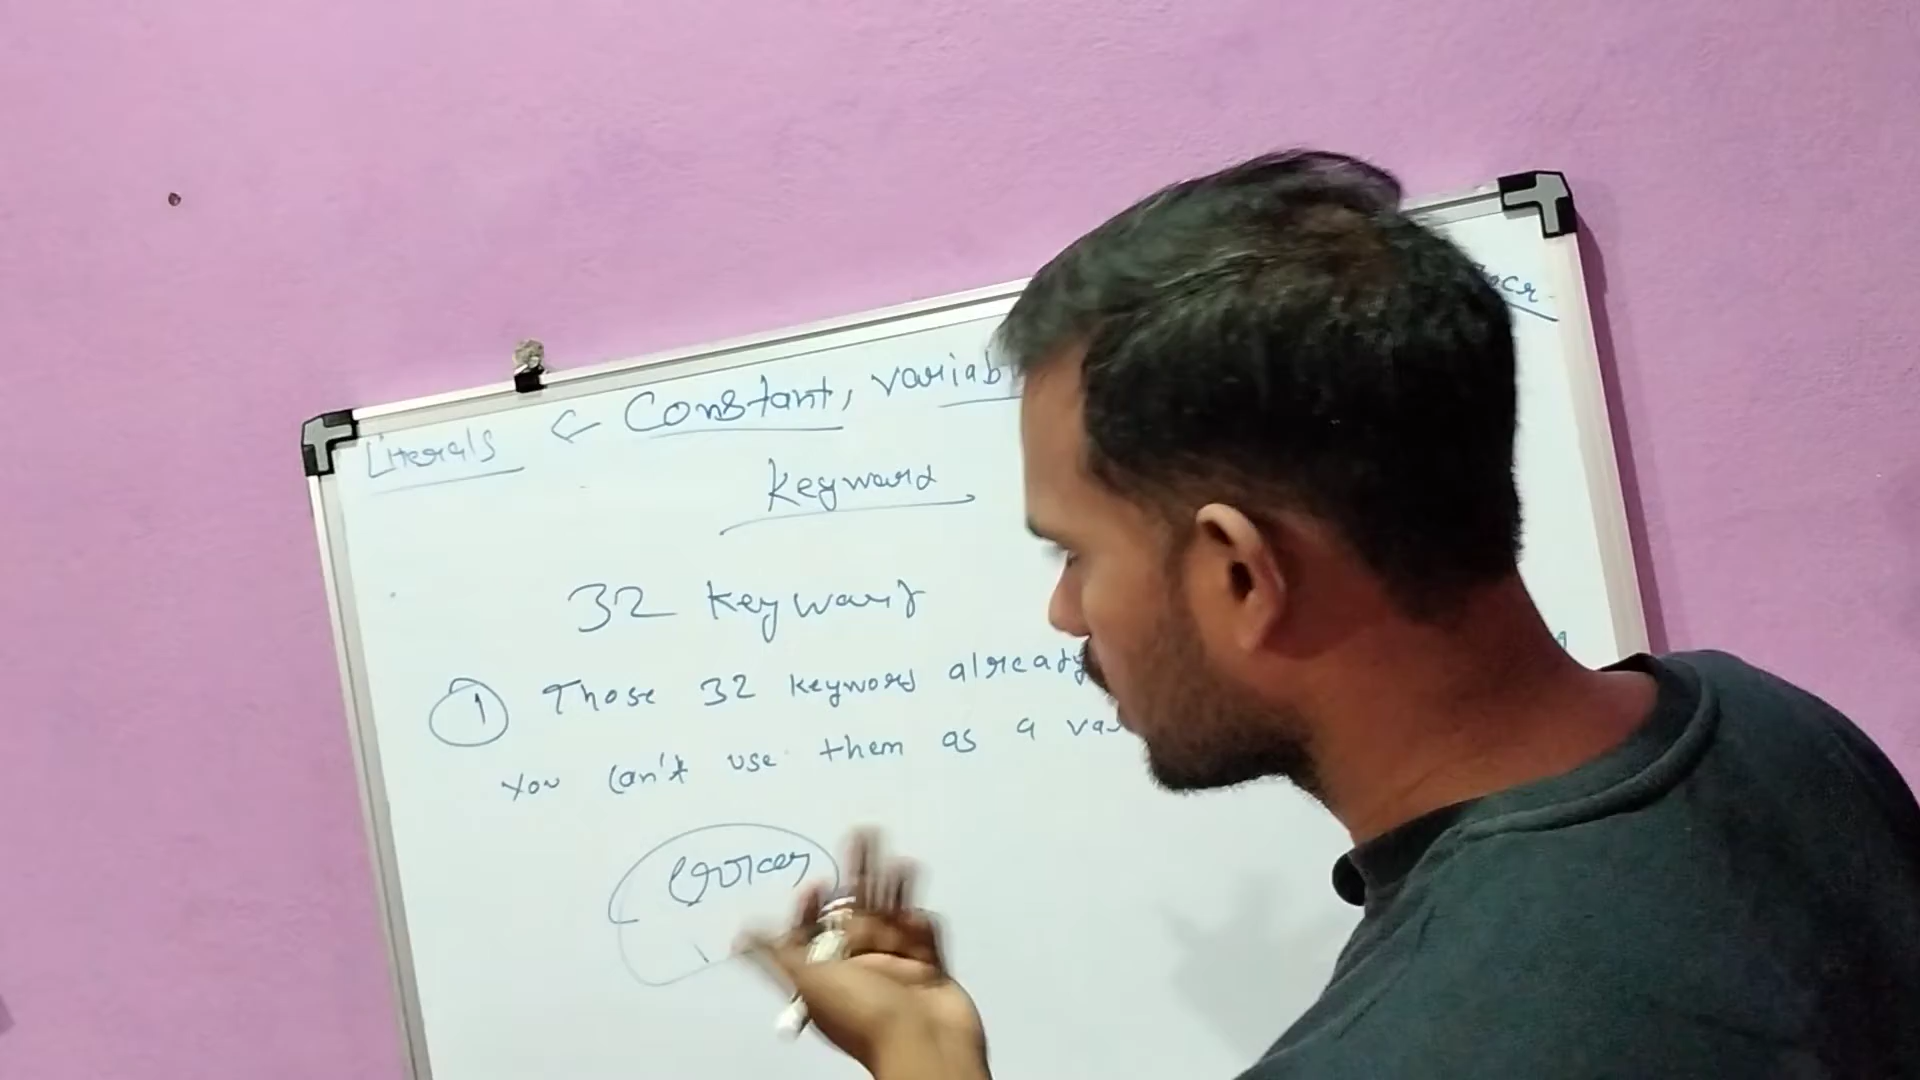 Literals ← Constant, variab
Keyword
32 Keyword
① Those 32 keyword already
You can't use them as a va